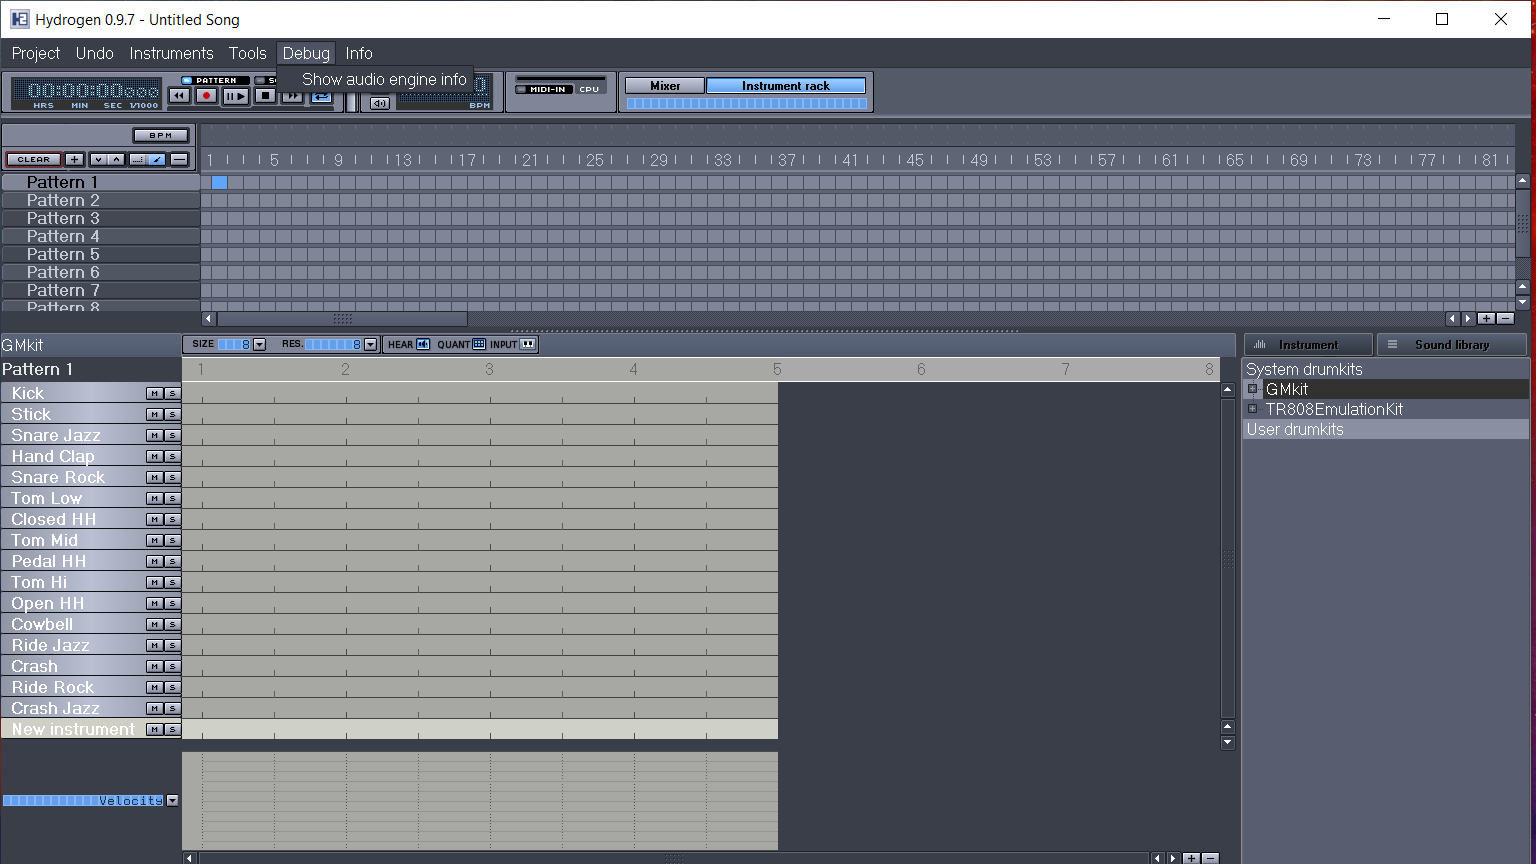 Hydrogen 0.9.7 - Untitled Song
Project Undo Instruments Tools Debug Info
Show audio engine info
00:00:00:000
HRS MIN SEC 1/1000
PATTERN
0
BPM
MIDI-IN CPU
Mixer Instrument rack
BPM
CLEAR
1 5 9 13 17 21 25 29 33 37 41 45 49 53 57 61 65 69 73 77 81
Pattern 1
Pattern 2
Pattern 3
Pattern 4
Pattern 5
Pattern 6
Pattern 7
Pattern 8
GMkit
SIZE 8 RES. 8 HEAR QUANT INPUT
Pattern 1
1 2 3 4 5 6 7 8
Kick M S
Stick M S
Snare Jazz M S
Hand Clap M S
Snare Rock M S
Tom Low M S
Closed HH M S
Tom Mid M S
Pedal HH M S
Tom Hi M S
Open HH M S
Cowbell M S
Ride Jazz M S
Crash M S
Ride Rock M S
Crash Jazz M S
New instrument M S
Velocity
Instrument Sound library
System drumkits
GMkit
TR808EmulationKit
User drumkits